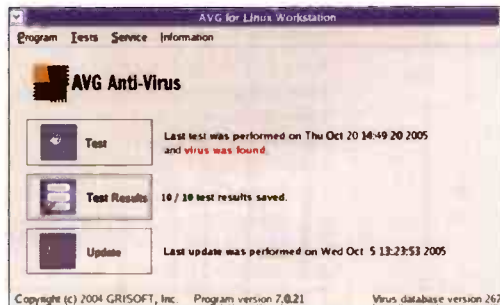 AVG for Linux Workstation
Program Tests Service Information
AVG Anti-Virus
Test
Last test was performed on Thu Oct 20 14:49:20 2005
and virus was found.
Test Results
10 / 10 test results saved.
Update
Last update was performed on Wed Oct 5 13:23:53 2005
Copyright (c) 2004 GRISOFT, Inc. Program version 7.0.21 Virus database version 267